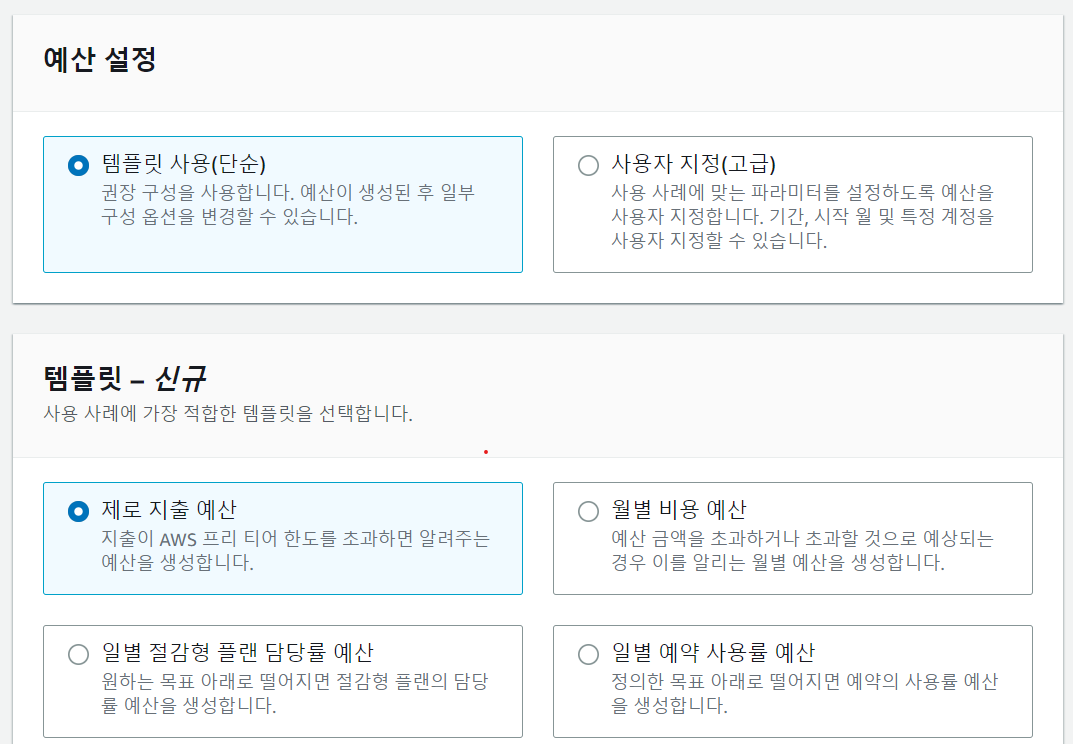 예산 설정
템플릿 사용(단순)
권장 구성을 사용합니다. 예산이 생성된 후 일부
구성 옵션을 변경할 수 있습니다.
사용자 지정(고급)
사용 사례에 맞는 파라미터를 설정하도록 예산을
사용자 지정합니다. 기간, 시작 월 및 특정 계정을
사용자 지정할 수 있습니다.
템플릿 – 신규
사용 사례에 가장 적합한 템플릿을 선택합니다.
제로 지출 예산
지출이 AWS 프리 티어 한도를 초과하면 알려주는
예산을 생성합니다.
월별 비용 예산
예산 금액을 초과하거나 초과할 것으로 예상되는
경우 이를 알리는 월별 예산을 생성합니다.
일별 절감형 플랜 담당률 예산
원하는 목표 아래로 떨어지면 절감형 플랜의 담당
률 예산을 생성합니다.
일별 예약 사용률 예산
정의한 목표 아래로 떨어지면 예약의 사용률 예산
을 생성합니다.